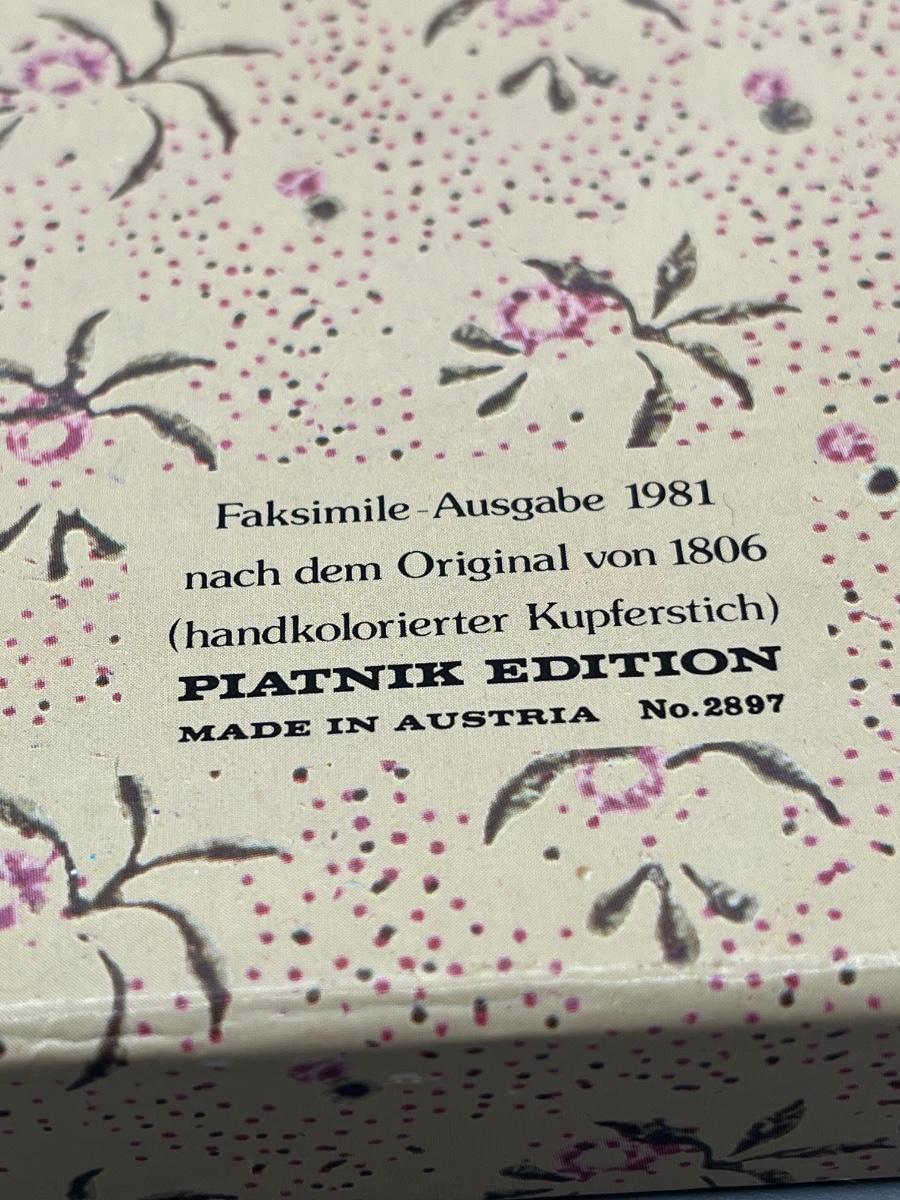 Faksimile-Ausgabe 1981
nach dem Original von 1806
(handkolorierter Kupferstich)
PIATNIK EDITION
MADE IN AUSTRIA No.2897